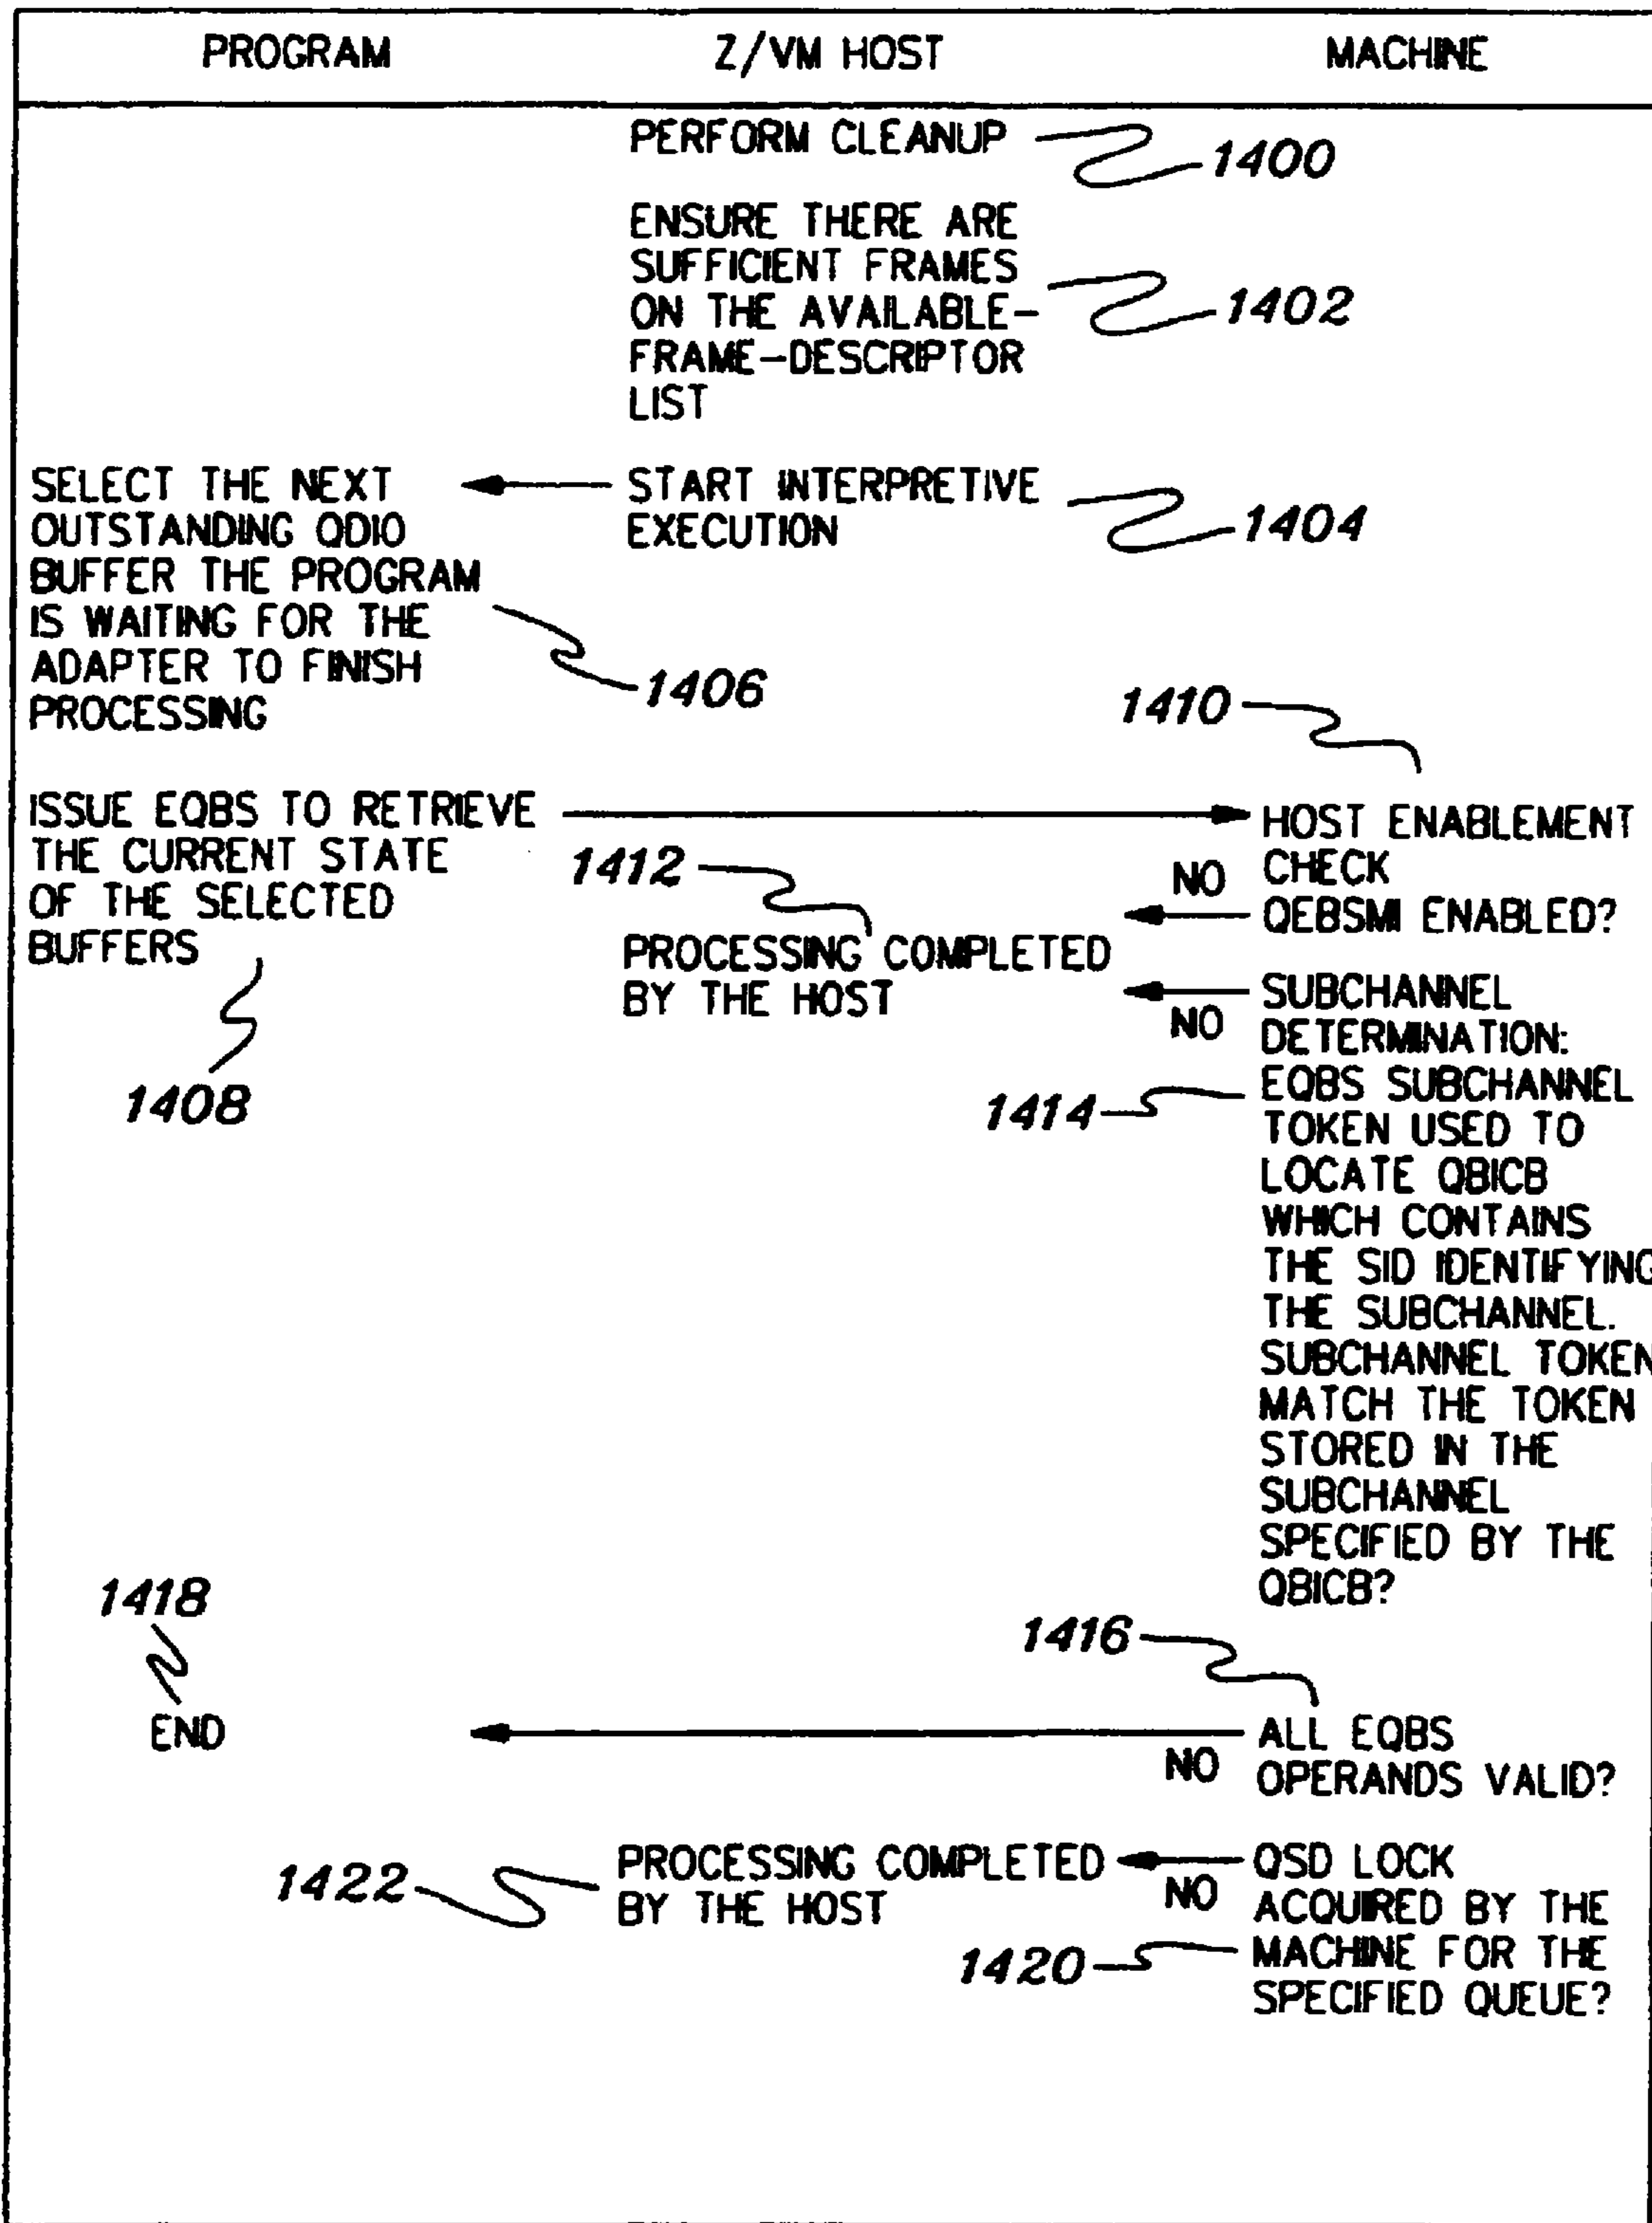 PROGRAM
Z/VM HOST
MACHINE
PERFORM CLEANUP
1400
ENSURE THERE ARE
SUFFICIENT FRAMES
ON THE AVAILABLE-
FRAME-DESCRIPTOR
LIST
1402
SELECT THE NEXT
OUTSTANDING QDIO
BUFFER THE PROGRAM
IS WAITING FOR THE
ADAPTER TO FINISH
PROCESSING
START INTERPRETIVE
EXECUTION
1404
1406
1410
ISSUE EQBS TO RETRIEVE
THE CURRENT STATE
OF THE SELECTED
BUFFERS
1408
HOST ENABLEMENT
CHECK
QEBSMI ENABLED?
NO
1412
PROCESSING COMPLETED
BY THE HOST
NO
SUBCHANNEL
DETERMINATION:
EQBS SUBCHANNEL
TOKEN USED TO
LOCATE QBICB
WHICH CONTAINS
THE SID IDENTIFYING
THE SUBCHANNEL.
SUBCHANNEL TOKEN
MATCH THE TOKEN
STORED IN THE
SUBCHANNEL
SPECIFIED BY THE
QBICB?
1414
1418
END
1416
NO
ALL EQBS
OPERANDS VALID?
1422
PROCESSING COMPLETED
BY THE HOST
NO
QSD LOCK
ACQUIRED BY THE
MACHINE FOR THE
SPECIFIED QUEUE?
1420